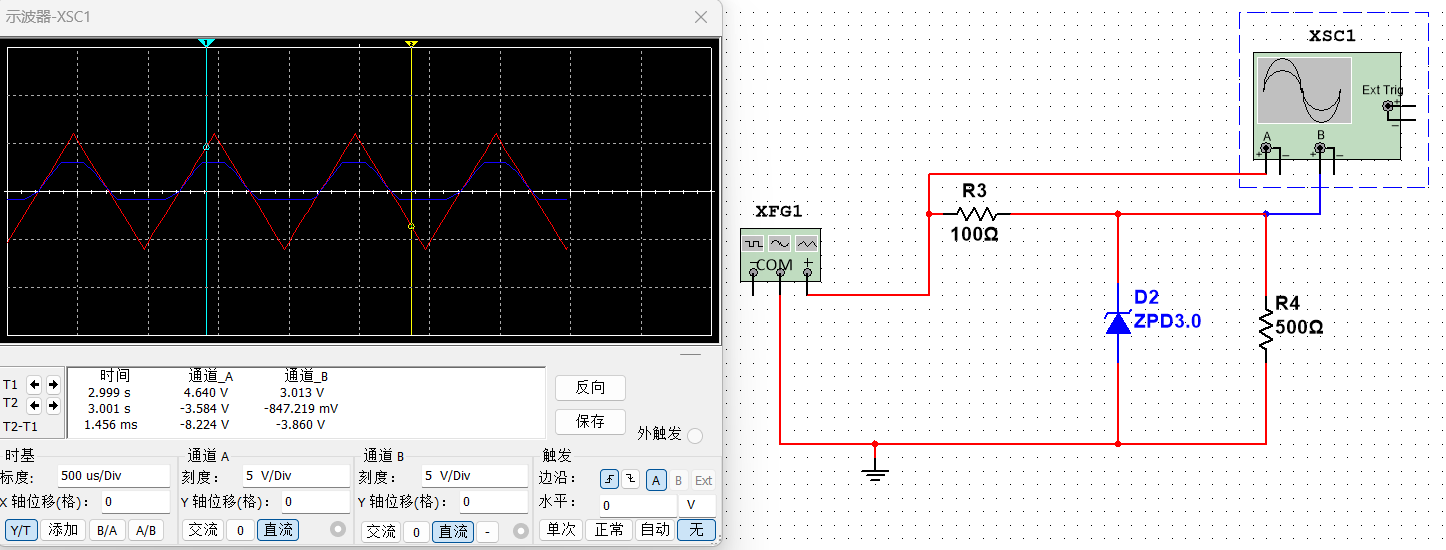 示波器-XSC1
1
2
时间 通道_A 通道_B
T1 2.999 s 4.640 V 3.013 V
T2 3.001 s -3.584 V -847.219 mV
T2-T1 1.456 ms -8.224 V -3.860 V
反向
保存
外触发
时基
标度: 500 us/Div
X 轴位移(格): 0
Y/T 添加 B/A A/B
通道 A
刻度: 5 V/Div
Y 轴位移(格): 0
交流 0 直流
通道 B
刻度: 5 V/Div
Y 轴位移(格): 0
交流 0 直流 -
触发
边沿: A B Ext
水平: 0 V
单次 正常 自动 无
XSC1
Ext Trig
+
_
A B
+ _ + _
XFG1
− COM +
R3
100Ω
D2
ZPD3.0
R4
500Ω